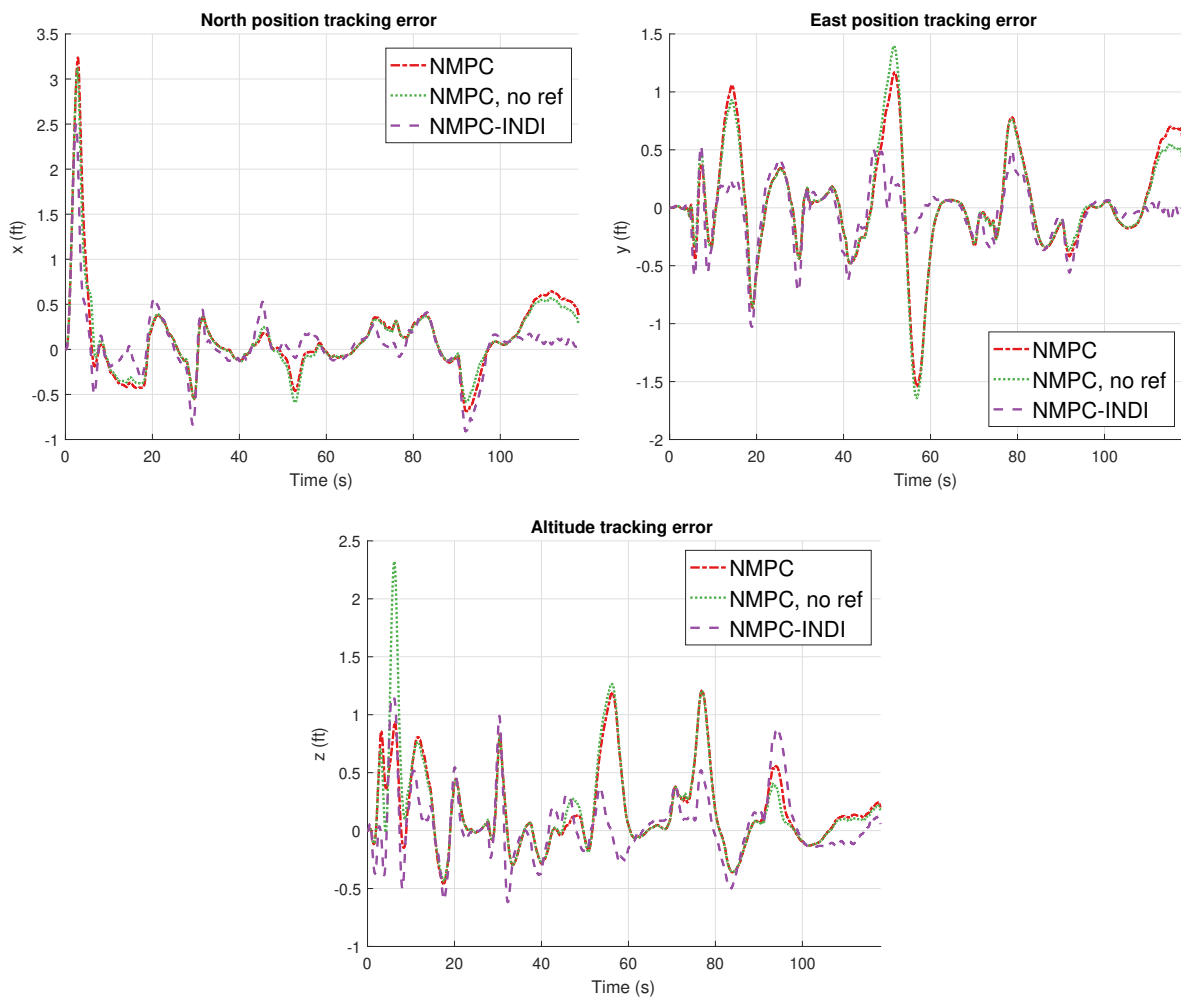 North position tracking error
3.5
3
2.5
2
1.5
1
0.5
0
-0.5
-1
x (ft)
0 20 40 60 80 100
Time (s)
NMPC
NMPC, no ref
NMPC-INDI
East position tracking error
1.5
1
0.5
0
-0.5
-1
-1.5
-2
y (ft)
0 20 40 60 80 100
Time (s)
NMPC
NMPC, no ref
NMPC-INDI
Altitude tracking error
2.5
2
1.5
1
0.5
0
-0.5
-1
z (ft)
0 20 40 60 80 100
Time (s)
NMPC
NMPC, no ref
NMPC-INDI